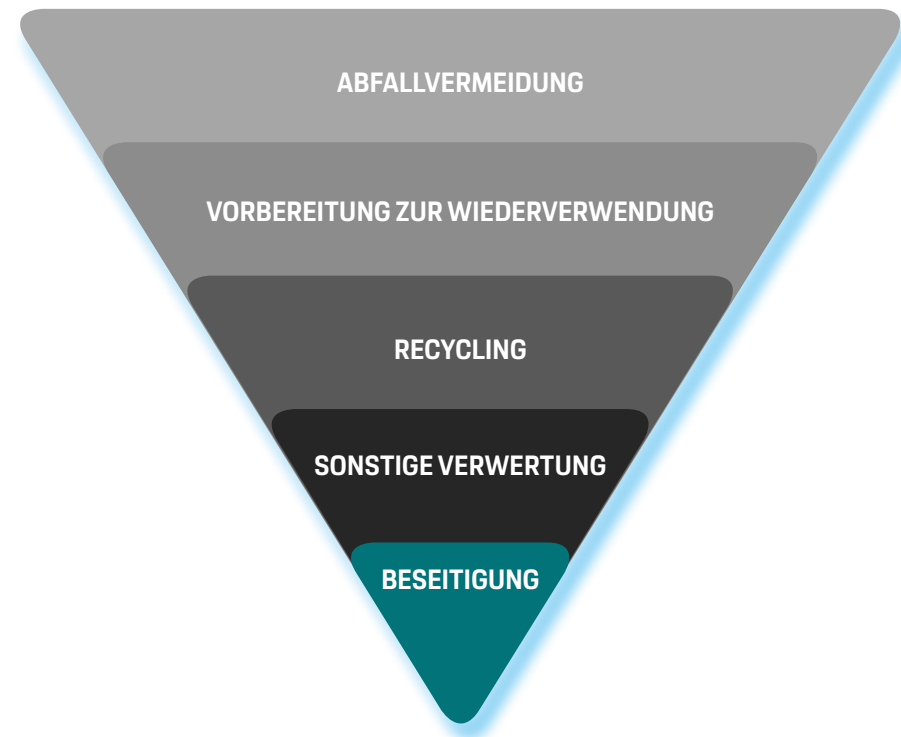 ABFALLVERMEIDUNG
VORBEREITUNG ZUR WIEDERVERWENDUNG
RECYCLING
SONSTIGE VERWERTUNG
BESEITIGUNG